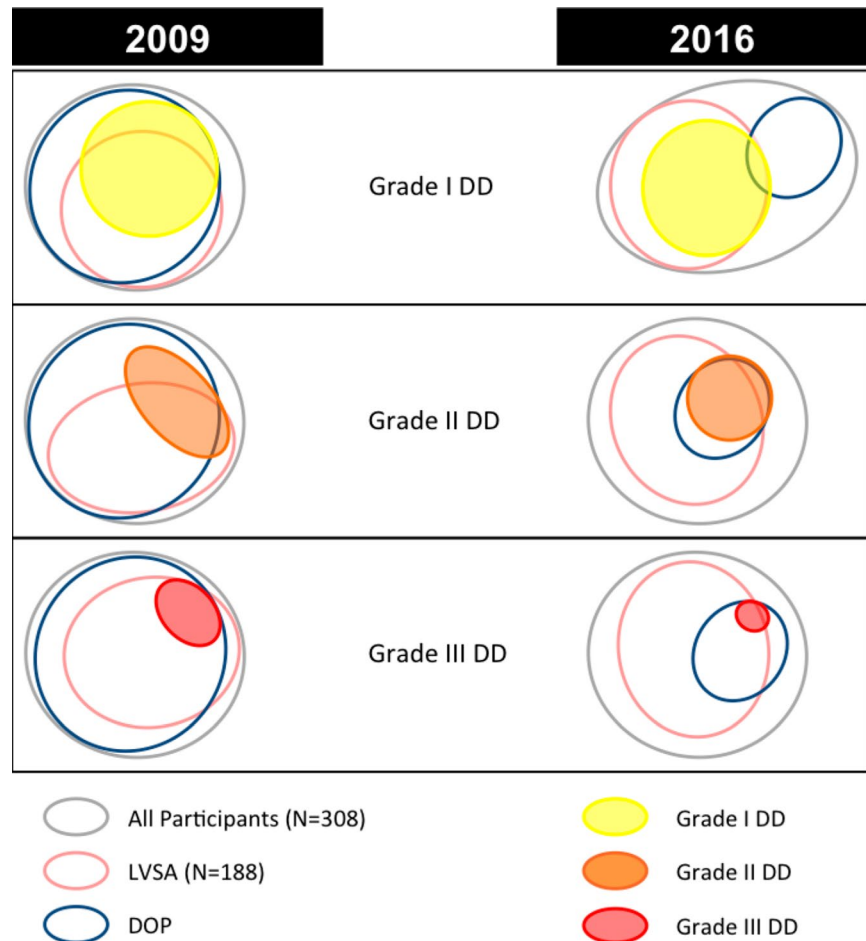 2009
2016
Grade I DD
Grade II DD
Grade III DD
All Participants (N=308)
Grade I DD
LVSA (N=188)
Grade II DD
DOP
Grade III DD